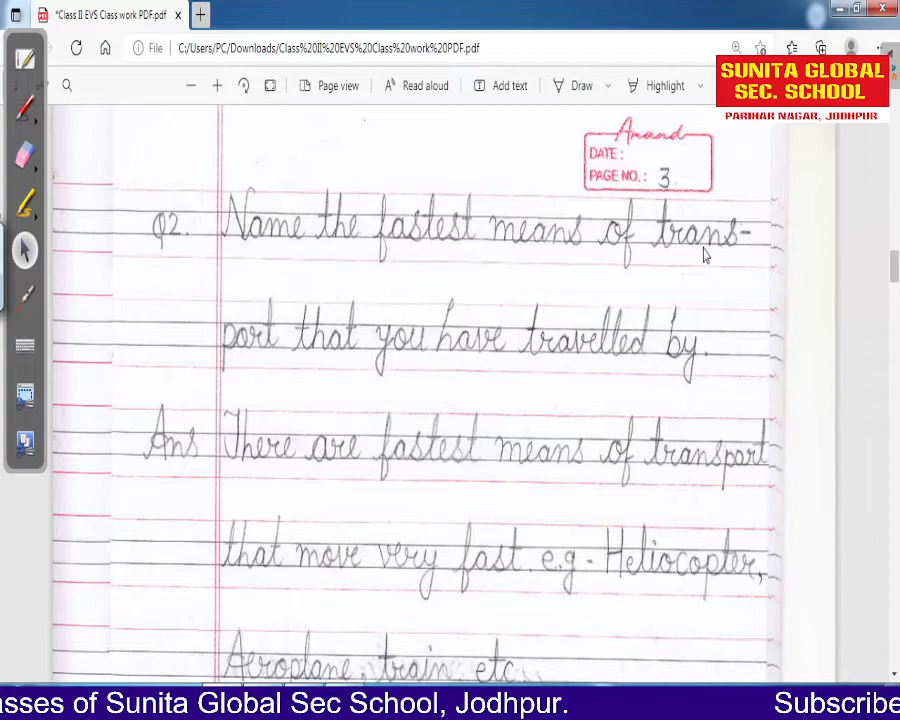 *Class II EVS Class work PDF.pdf
File
C:/Users/PC/Downloads/Class%20II%20EVS%20Class%20work%20PDF.pdf
Page view
Read aloud
Add text
Draw
Highlight
SUNITA GLOBAL
SEC. SCHOOL
PARIHAR NAGAR, JODHPUR
Anand
DATE:
PAGE NO.: 3
Q2. Name the fastest means of trans-
port that you have travelled by.
Ans There are fastest means of transport
that move very fast. e.g - Heliocopter,
Aeroplane, train etc.
asses of Sunita Global Sec School, Jodhpur. Subscribe